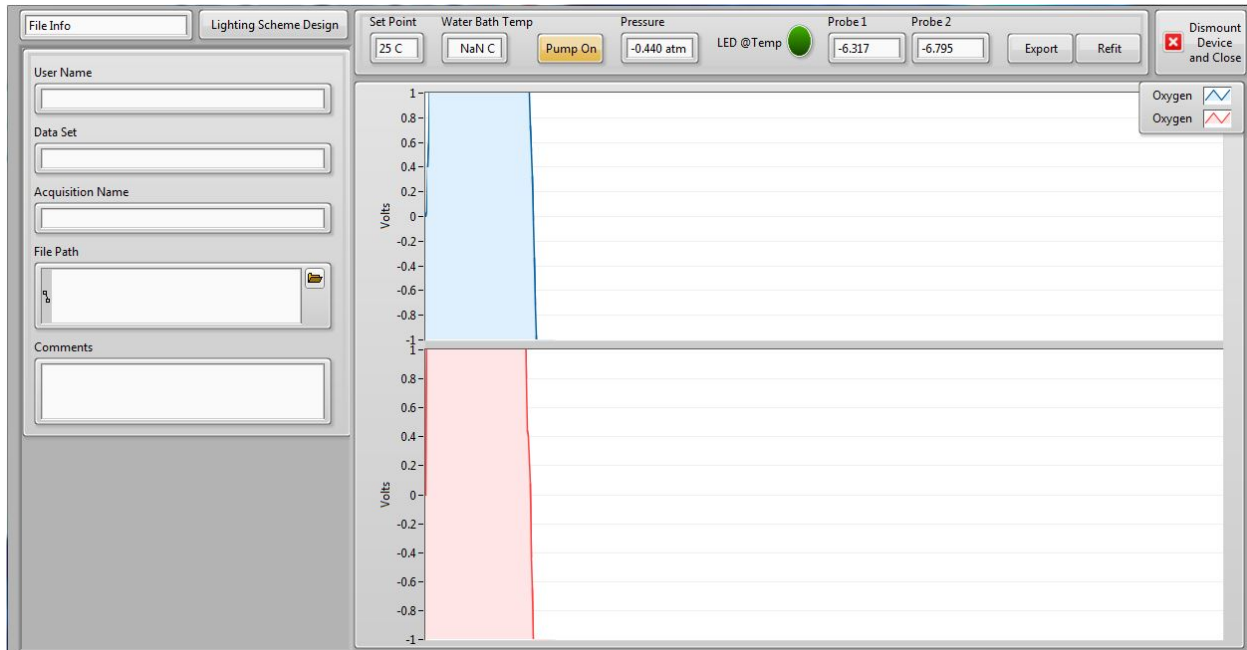 File Info
Lighting Scheme Design
User Name
Data Set
Acquisition Name
File Path
Comments
Set Point
25 C
Water Bath Temp
NaN C
Pump On
Pressure
-0.440 atm
LED @Temp
Probe 1
-6.317
Probe 2
-6.795
Export
Refit
Dismount
Device
and Close
Oxygen
Oxygen
Volts
1
0.8
0.6
0.4
0.2
0
-0.2
-0.4
-0.6
-0.8
-1
Volts
1
0.8
0.6
0.4
0.2
0
-0.2
-0.4
-0.6
-0.8
-1